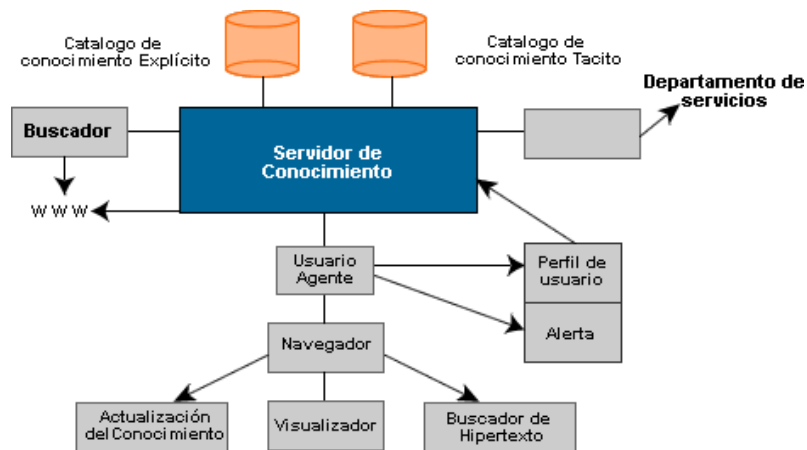 Catalogo de
conocimiento Explícito
Catalogo de
conocimiento Tacito
Departamento de
servicios
Buscador
Servidor de
Conocimiento
W W W
Usuario
Agente
Perfil de
usuario
Alerta
Navegador
Actualización
del Conocimiento
Visualizador
Buscador de
Hipertexto